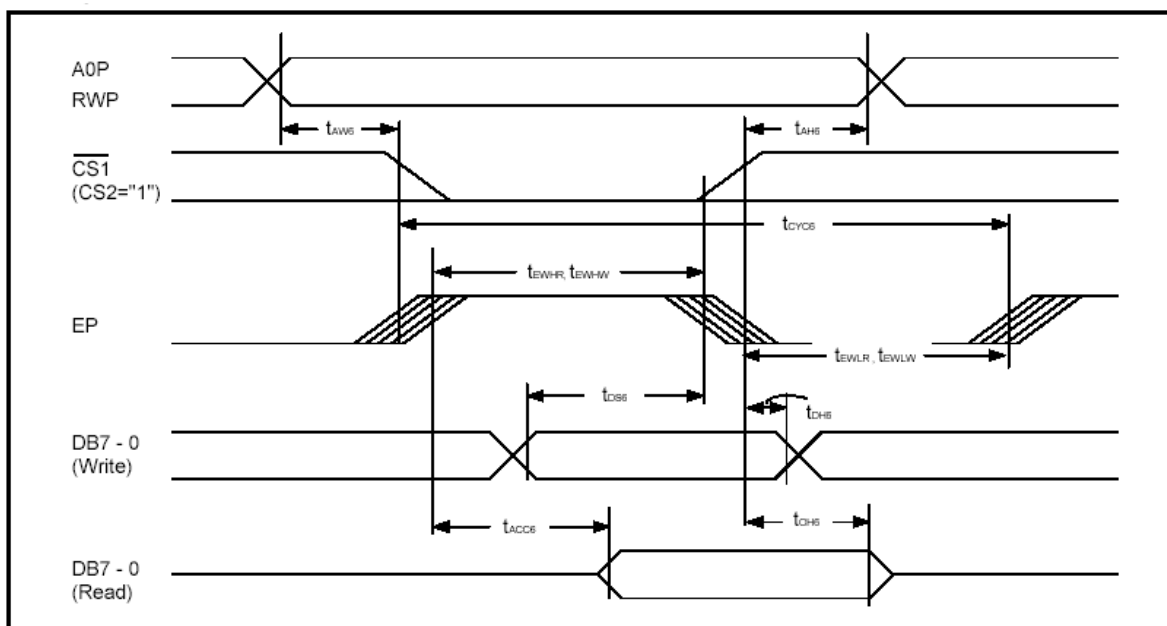 A0P
RWP
tAW6
tAH6
CS1
(CS2="1")
tCYC6
tEWHR, tEWHW
EP
tEWLR, tEWLW
tDS6
tDH6
DB7 - 0
(Write)
tACC6
tOH6
DB7 - 0
(Read)